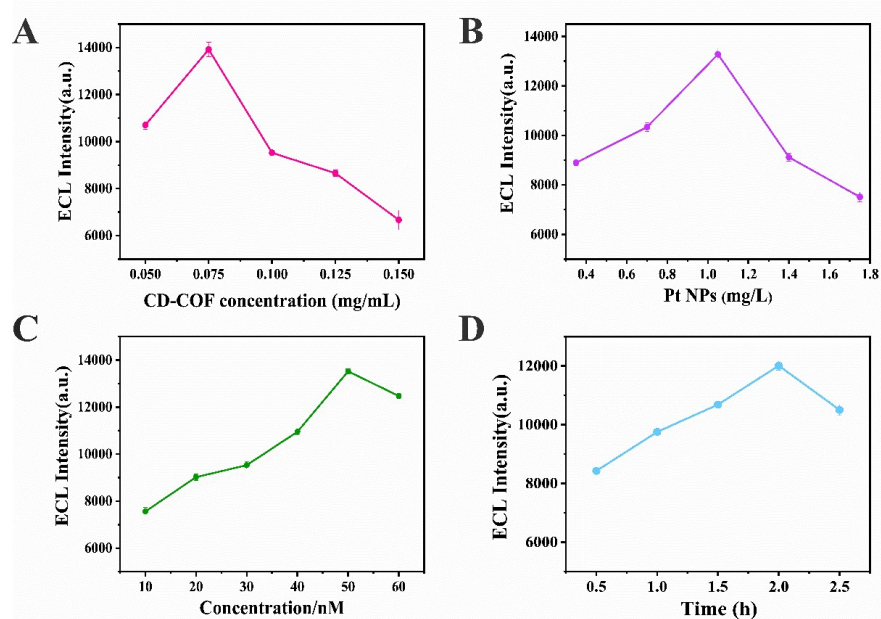 A
ECL Intensity(a.u.)
14000
12000
10000
8000
6000
0.050 0.075 0.100 0.125 0.150
CD-COF concentration (mg/mL)
B
ECL Intensity(a.u.)
14000
12000
10000
8000
6000
0.4 0.6 0.8 1.0 1.2 1.4 1.6 1.8
Pt NPs (mg/L)
C
ECL Intensity(a.u.)
14000
12000
10000
8000
6000
10 20 30 40 50 60
Concentration/nM
D
ECL Intensity(a.u.)
12000
10000
8000
6000
0.5 1.0 1.5 2.0 2.5
Time (h)